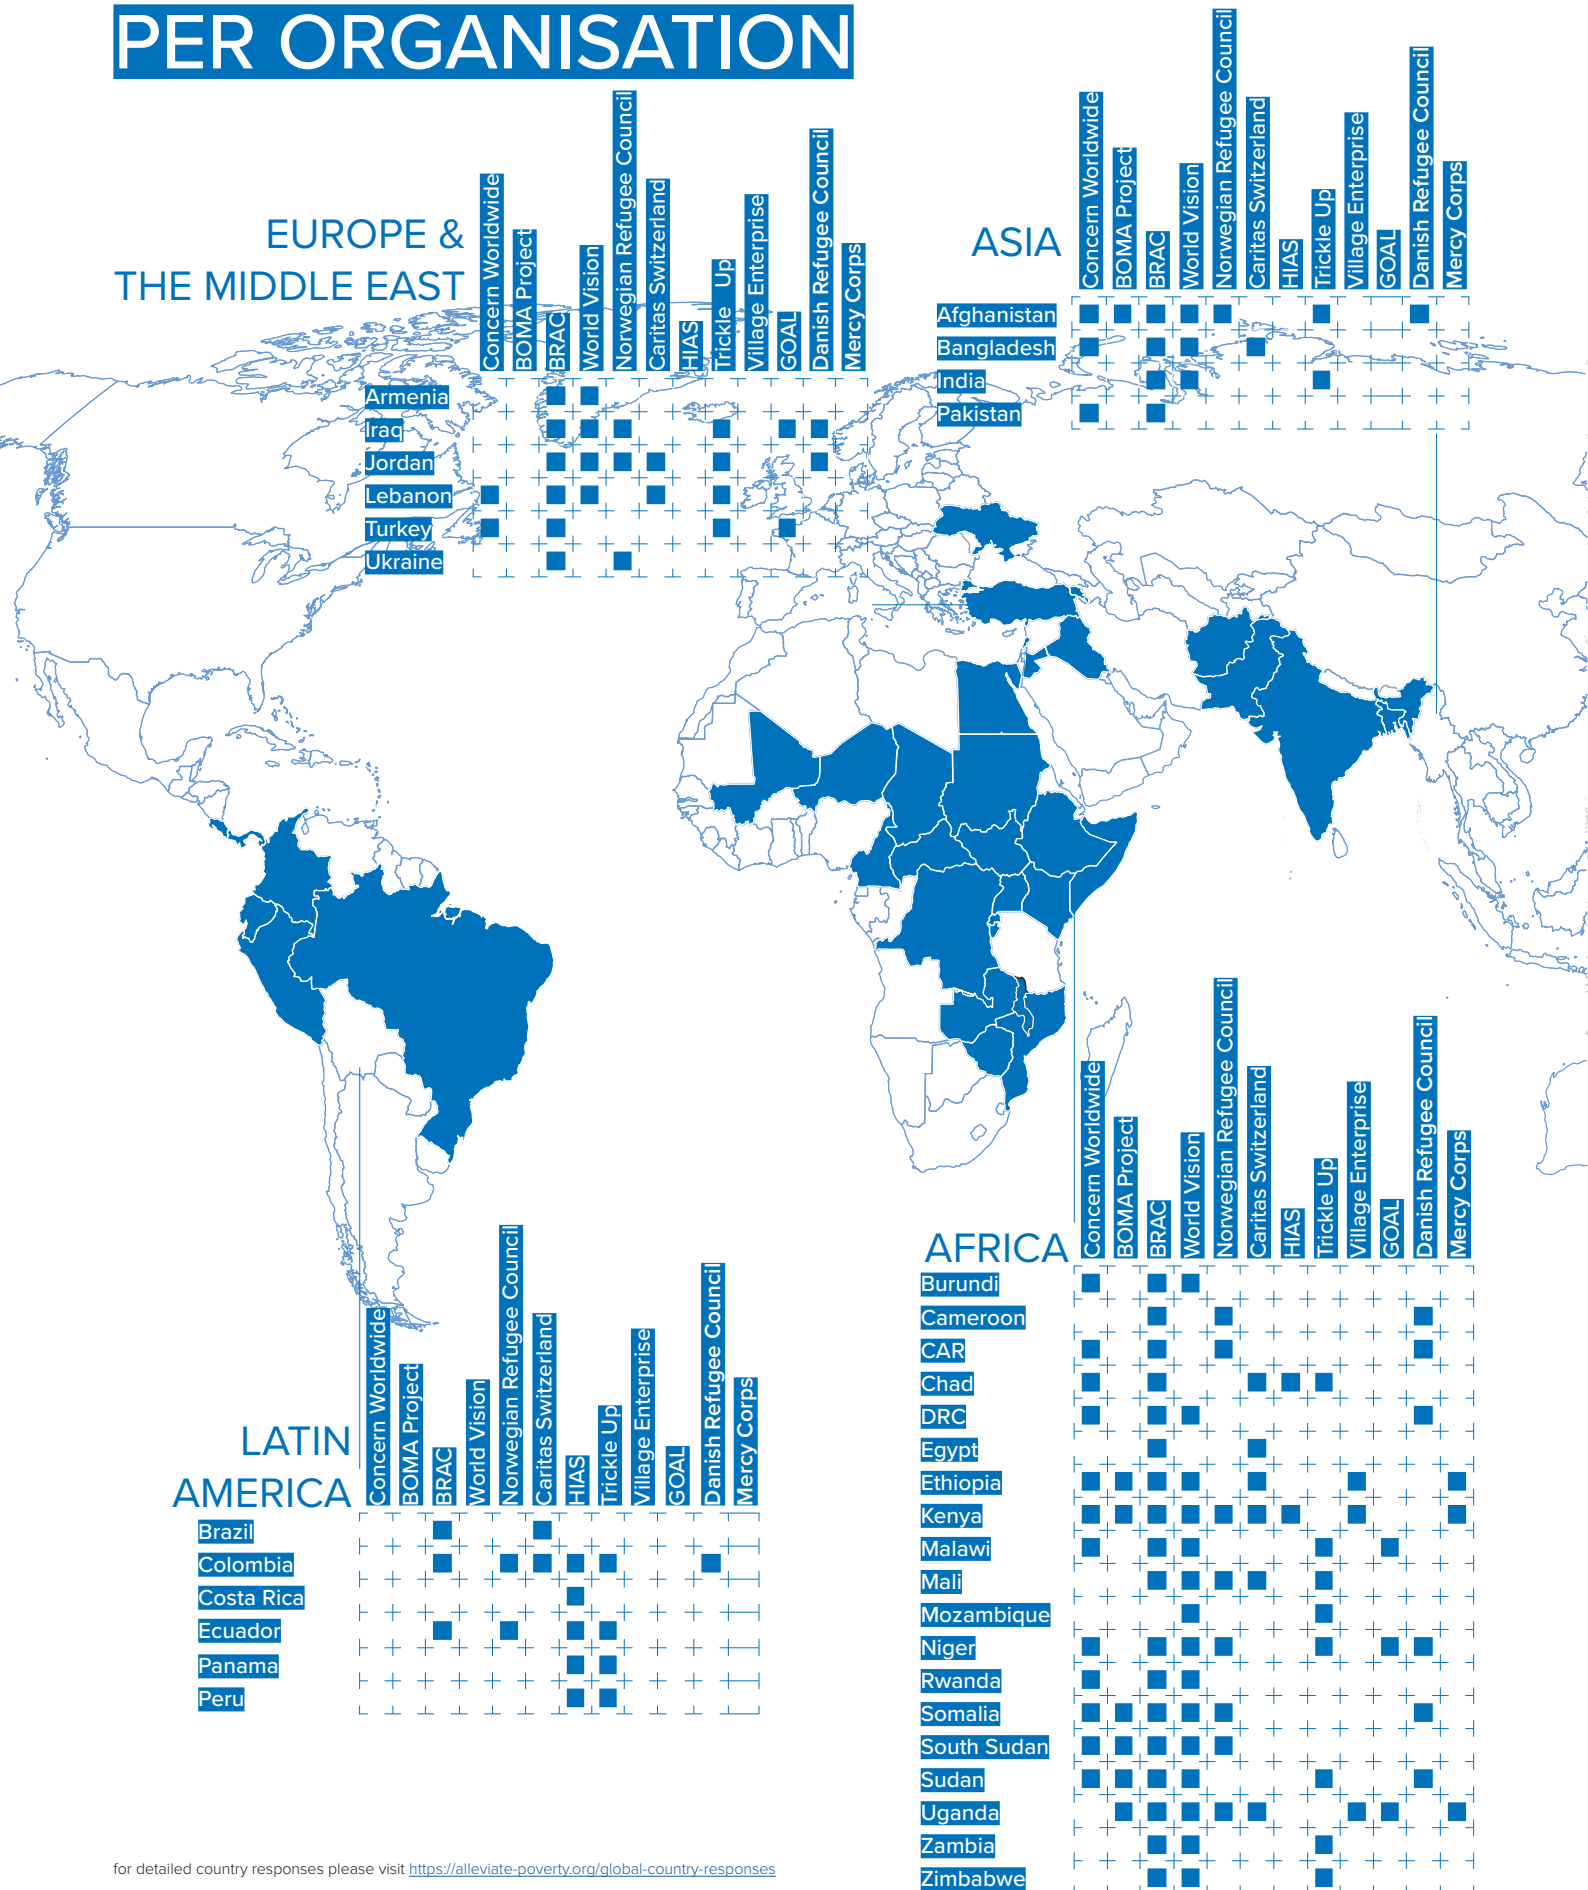 PER ORGANISATION
EUROPE &
THE MIDDLE EAST
Concern Worldwide
BOMA Project
BRAC
World Vision
Norwegian Refugee Council
Caritas Switzerland
HIAS
Trickle Up
Village Enterprise
GOAL
Danish Refugee Council
Mercy Corps
Armenia
Iraq
Jordan
Lebanon
Turkey
Ukraine
ASIA
Concern Worldwide
BOMA Project
BRAC
World Vision
Norwegian Refugee Council
Caritas Switzerland
HIAS
Trickle Up
Village Enterprise
GOAL
Danish Refugee Council
Mercy Corps
Afghanistan
Bangladesh
India
Pakistan
LATIN
AMERICA
Concern Worldwide
BOMA Project
BRAC
World Vision
Norwegian Refugee Council
Caritas Switzerland
HIAS
Trickle Up
Village Enterprise
GOAL
Danish Refugee Council
Mercy Corps
Brazil
Colombia
Costa Rica
Ecuador
Panama
Peru
AFRICA
Concern Worldwide
BOMA Project
BRAC
World Vision
Norwegian Refugee Council
Caritas Switzerland
HIAS
Trickle Up
Village Enterprise
GOAL
Danish Refugee Council
Mercy Corps
Burundi
Cameroon
CAR
Chad
DRC
Egypt
Ethiopia
Kenya
Malawi
Mali
Mozambique
Niger
Rwanda
Somalia
South Sudan
Sudan
Uganda
Zambia
Zimbabwe
for detailed country responses please visit https://alleviate-poverty.org/global-country-responses